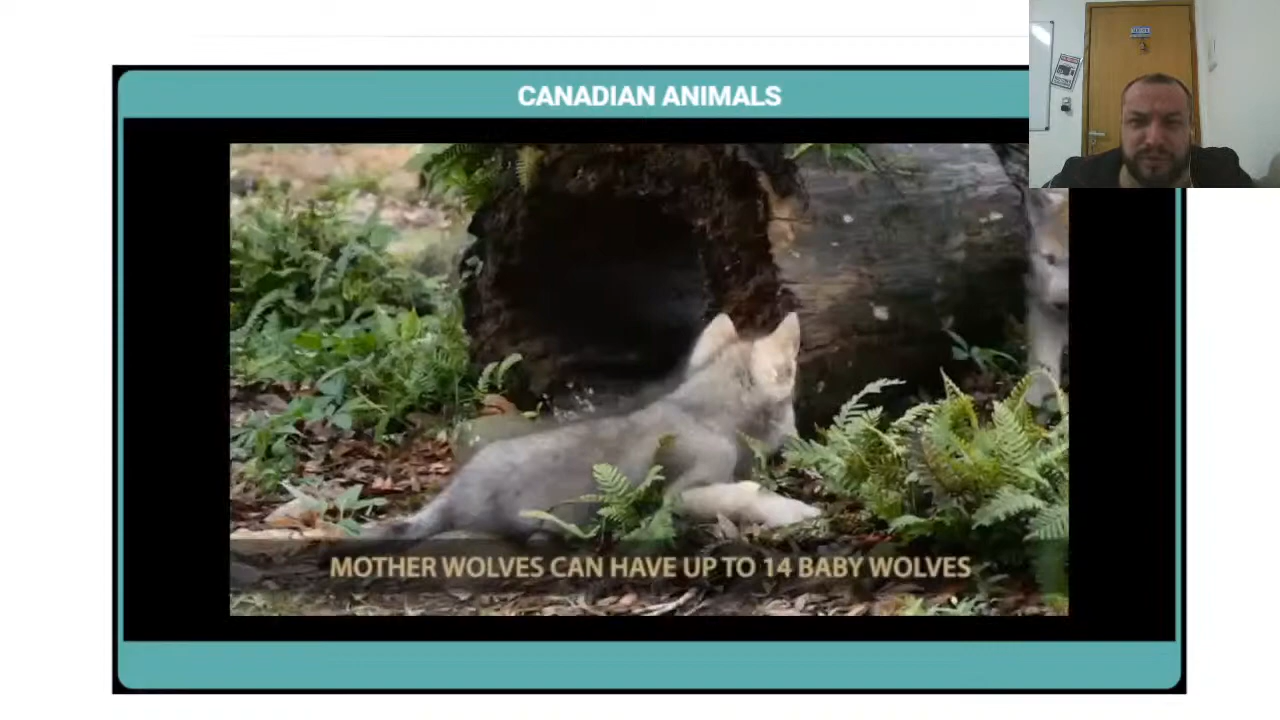 CANADIAN ANIMALS
MOTHER WOLVES CAN HAVE UP TO 14 BABY WOLVES